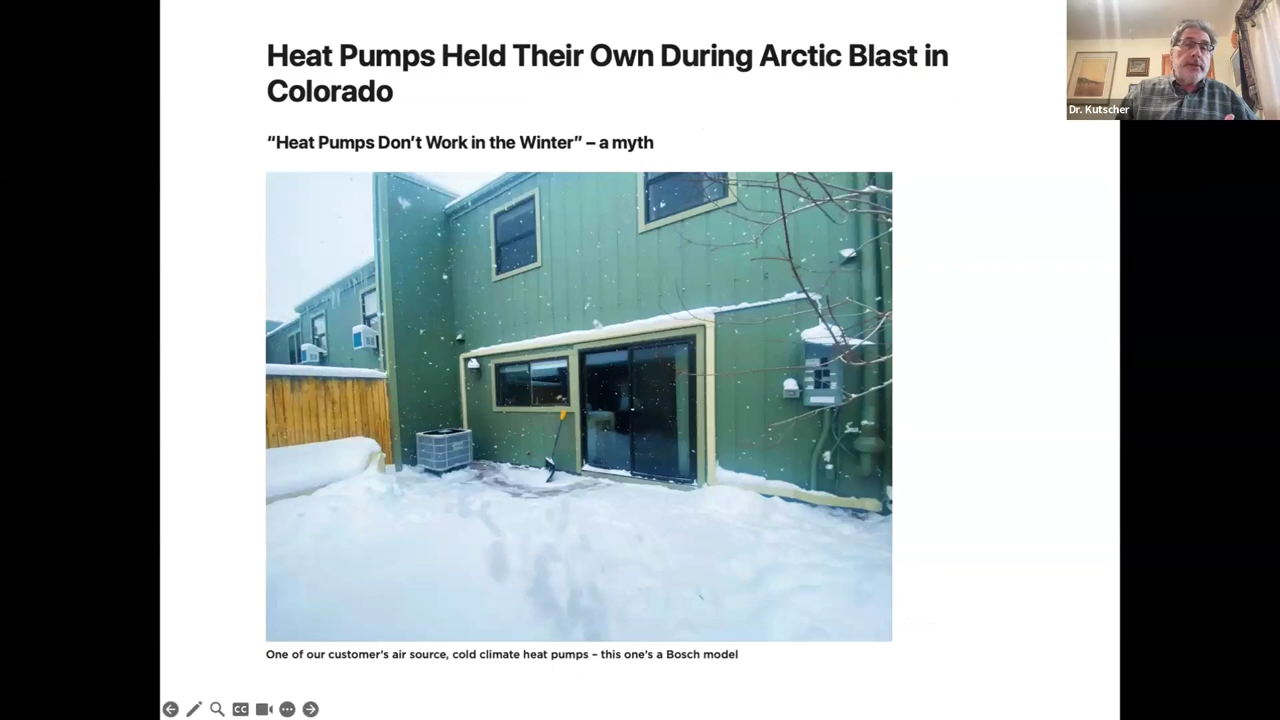 Heat Pumps Held Their Own During Arctic Blast in
Colorado
Dr. Kutscher
“Heat Pumps Don’t Work in the Winter” – a myth
One of our customer’s air source, cold climate heat pumps – this one’s a Bosch model
CC